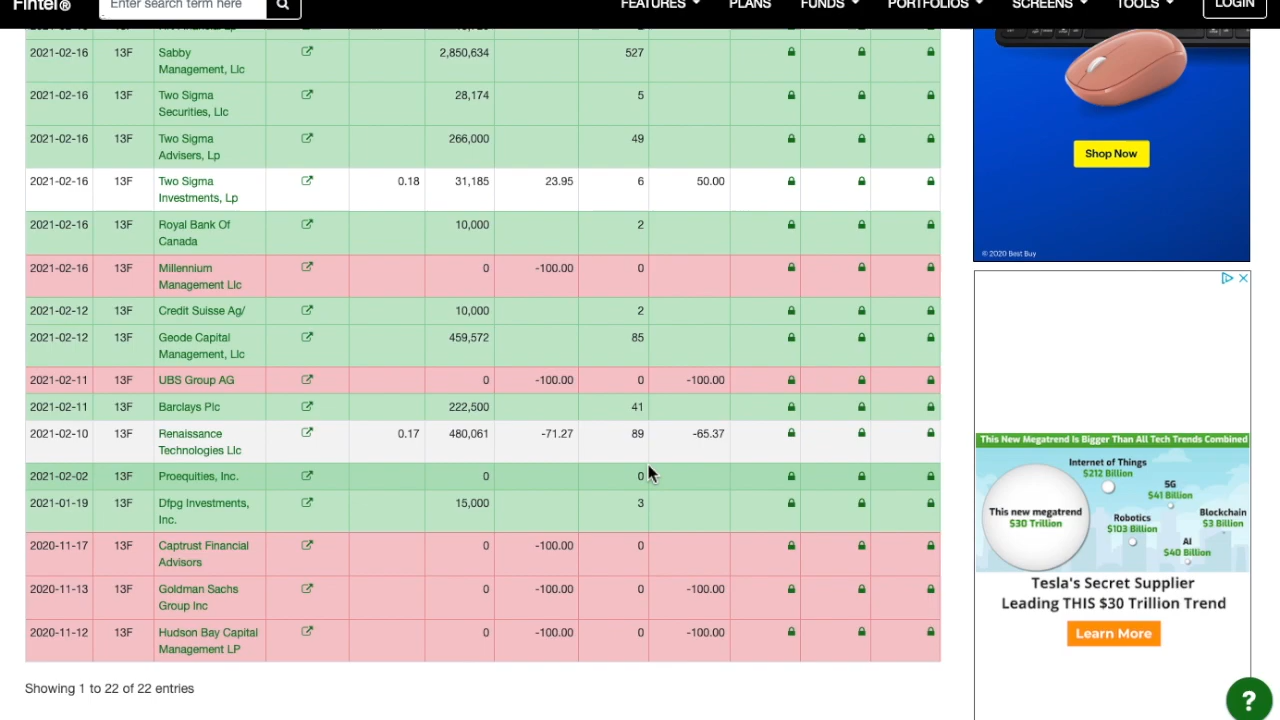 Fintel®
Enter search term here
FEATURES
PLANS
FUNDS
PORTFOLIOS
SCREENS
TOOLS
LOGIN
2021-02-16 13F Sabby Management, Llc 2,850,634 527
2021-02-16 13F Two Sigma Securities, Llc 28,174 5
2021-02-16 13F Two Sigma Advisers, Lp 266,000 49
2021-02-16 13F Two Sigma Investments, Lp 0.18 31,185 23.95 6 50.00
2021-02-16 13F Royal Bank Of Canada 10,000 2
2021-02-16 13F Millennium Management Llc 0 -100.00 0
2021-02-12 13F Credit Suisse Ag/ 10,000 2
2021-02-12 13F Geode Capital Management, Llc 459,572 85
2021-02-11 13F UBS Group AG 0 -100.00 0 -100.00
2021-02-11 13F Barclays Plc 222,500 41
2021-02-10 13F Renaissance Technologies Llc 0.17 480,061 -71.27 89 -65.37
2021-02-02 13F Proequities, Inc. 0 0
2021-01-19 13F Dfpg Investments, Inc. 15,000 3
2020-11-17 13F Captrust Financial Advisors 0 -100.00 0
2020-11-13 13F Goldman Sachs Group Inc 0 -100.00 0 -100.00
2020-11-12 13F Hudson Bay Capital Management LP 0 -100.00 0 -100.00
Showing 1 to 22 of 22 entries
Shop Now
© 2020 Best Buy
This New Megatrend Is Bigger Than All Tech Trends Combined
Internet of Things
$212 Billion
5G
$41 Billion
This new megatrend
$30 Trillion
Robotics
$103 Billion
Blockchain
$3 Billion
AI
$40 Billion
Tesla's Secret Supplier
Leading THIS $30 Trillion Trend
Learn More
?